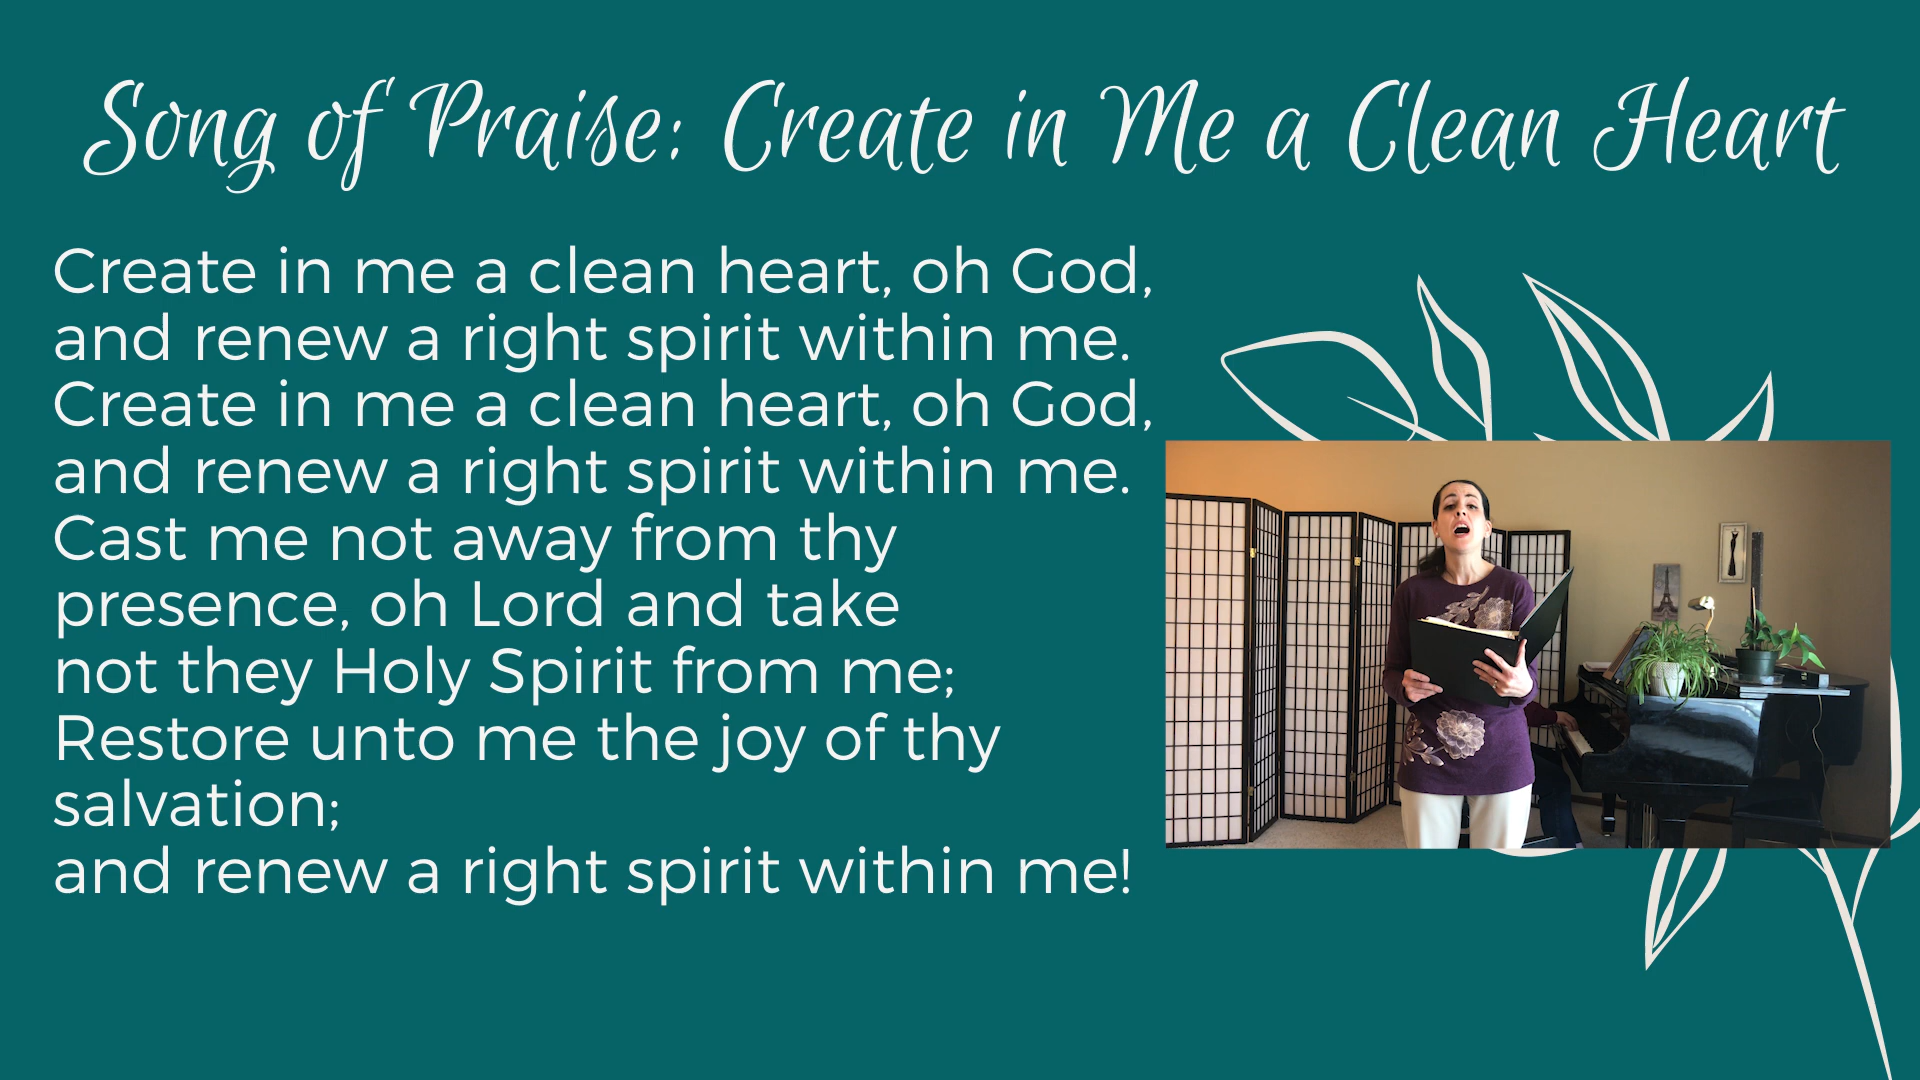 Song of Praise: Create in Me a Clean Heart
Create in me a clean heart, oh God,
and renew a right spirit within me.
Create in me a clean heart, oh God,
and renew a right spirit within me.
Cast me not away from thy
presence, oh Lord and take
not they Holy Spirit from me;
Restore unto me the joy of thy
salvation;
and renew a right spirit within me!